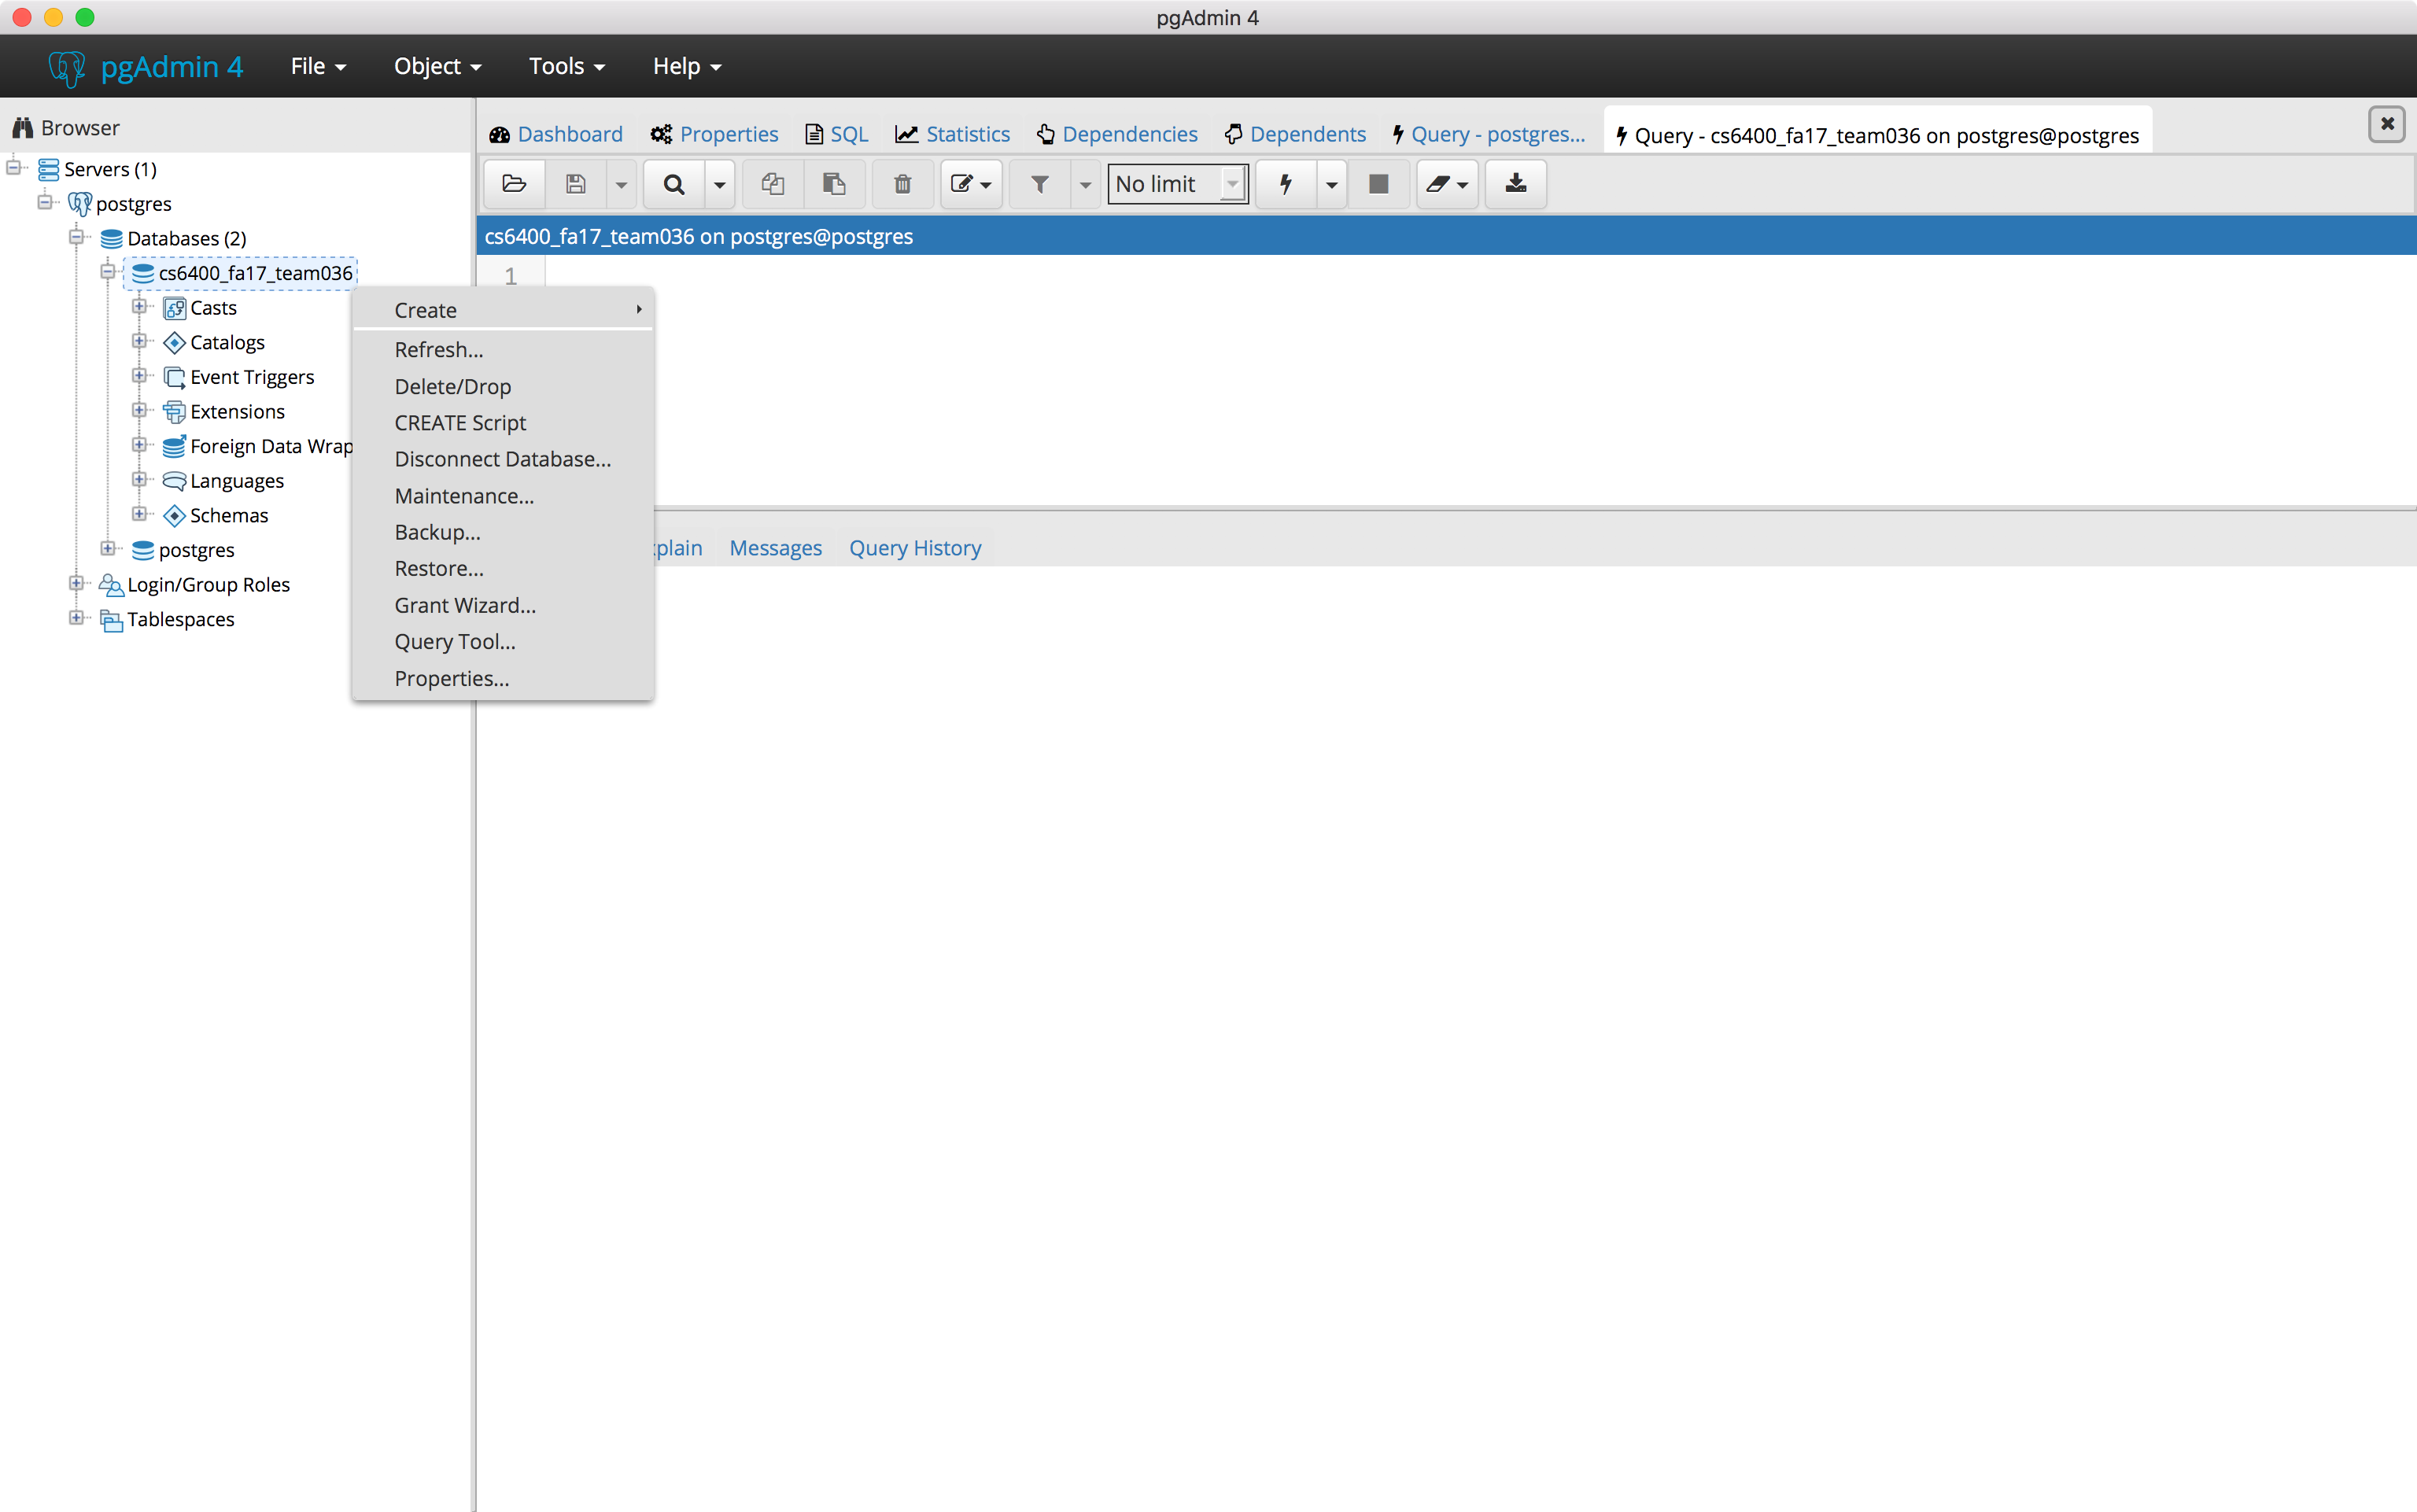 pgAdmin 4
pgAdmin 4 File Object Tools Help
Browser
Dashboard Properties SQL Statistics Dependencies Dependents Query - postgres... Query - cs6400_fa17_team036 on postgres@postgres
No limit
cs6400_fa17_team036 on postgres@postgres
1
Servers (1)
postgres
Databases (2)
cs6400_fa17_team036
Casts
Catalogs
Event Triggers
Extensions
Foreign Data Wrap
Languages
Schemas
postgres
Login/Group Roles
Tablespaces
Create
Refresh...
Delete/Drop
CREATE Script
Disconnect Database...
Maintenance...
Backup...
Restore...
Grant Wizard...
Query Tool...
Properties...
plain Messages Query History